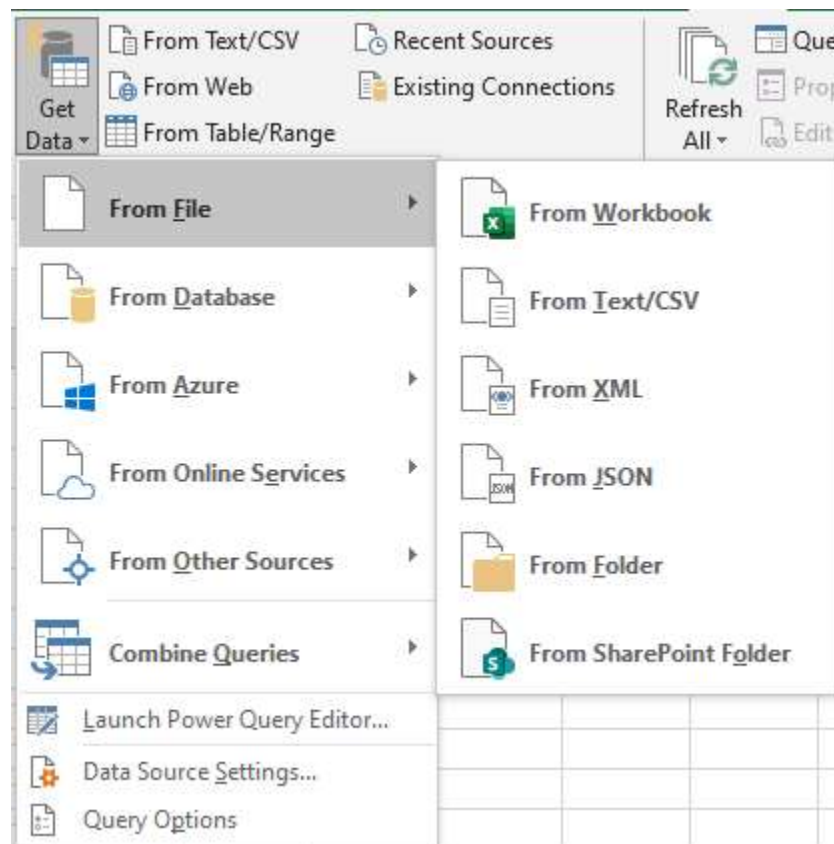 From Text/CSV
From Web
From Table/Range
Recent Sources
Existing Connections
Get
Data
Refresh
All
From File
From Database
From Azure
From Online Services
From Other Sources
Combine Queries
Launch Power Query Editor...
Data Source Settings...
Query Options
From Workbook
From Text/CSV
From XML
From JSON
From Folder
From SharePoint Folder